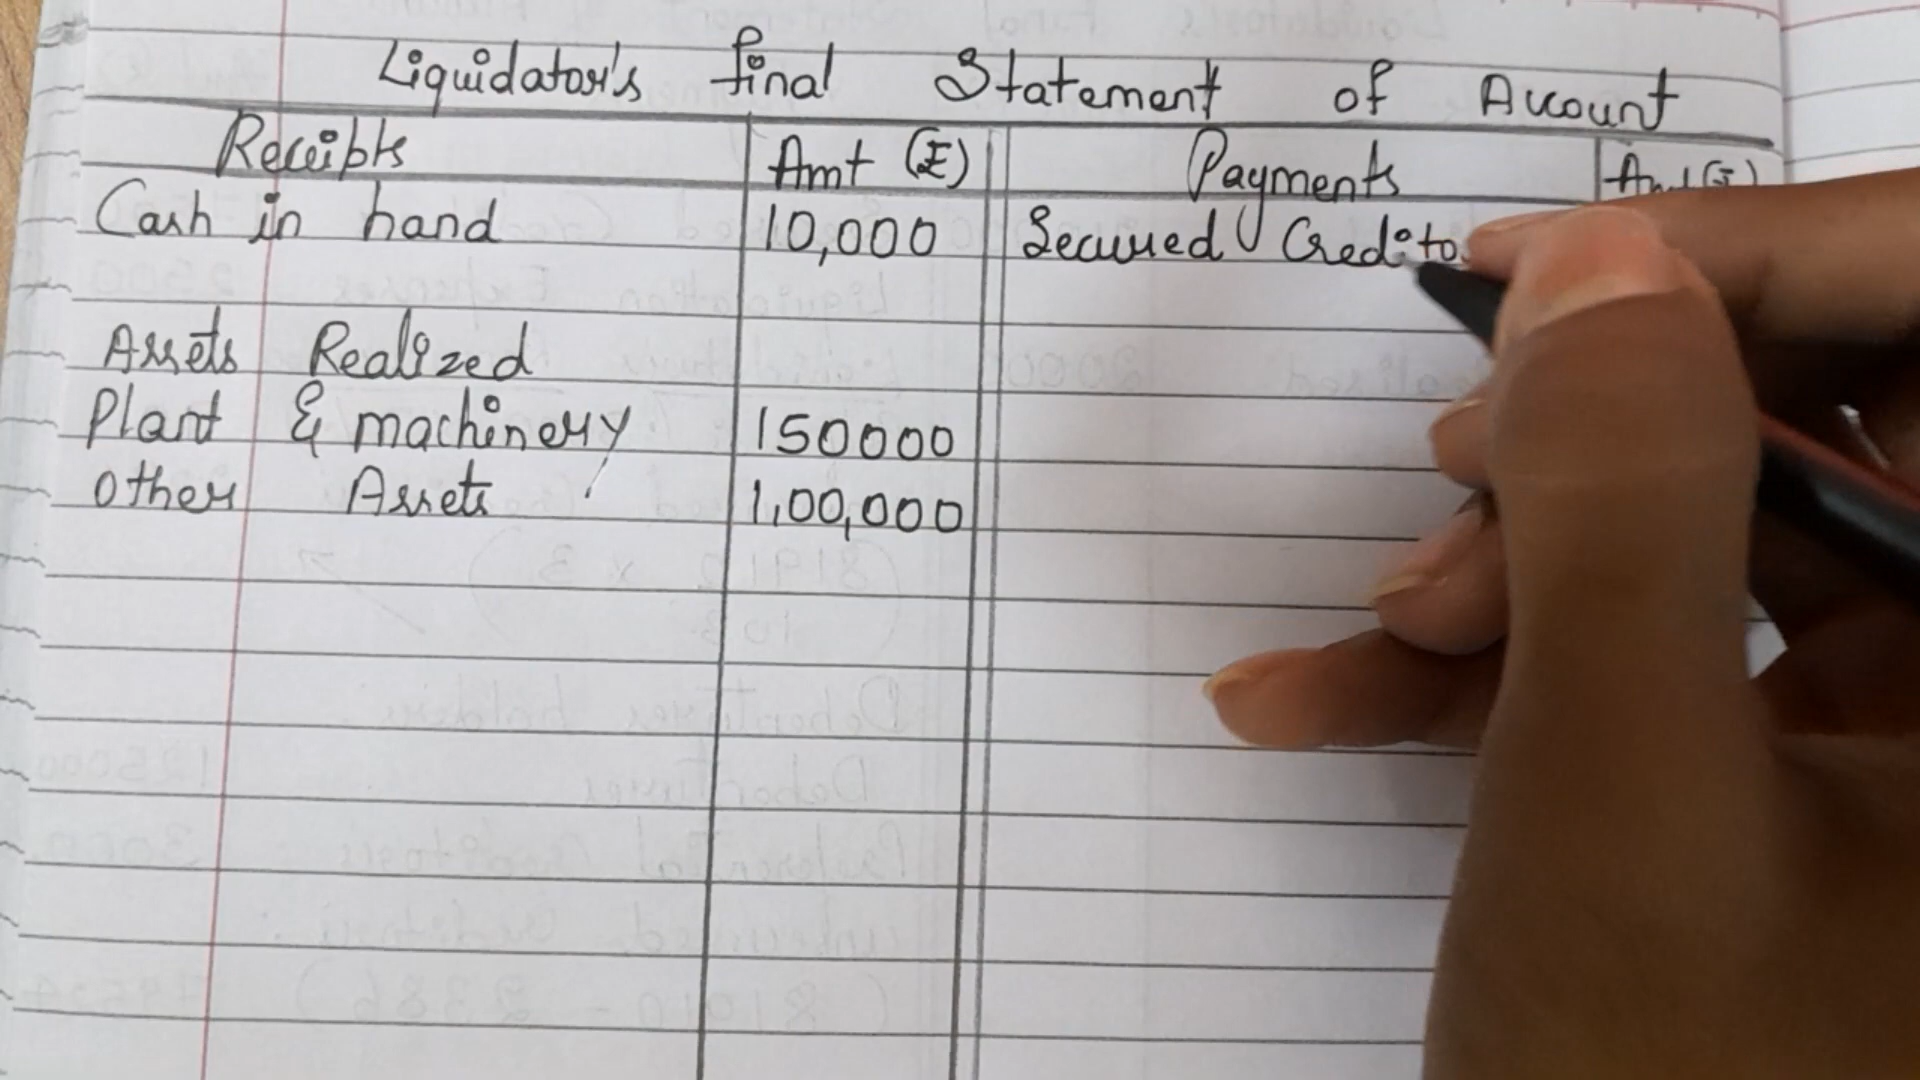 Liquidator's final Statement of Account
Receipts Amt (₹) Payments Amt (₹)
Cash in hand 10,000 Secured Credito
Assets Realized
Plant & machinery 150000
Other Assets 1,00,000